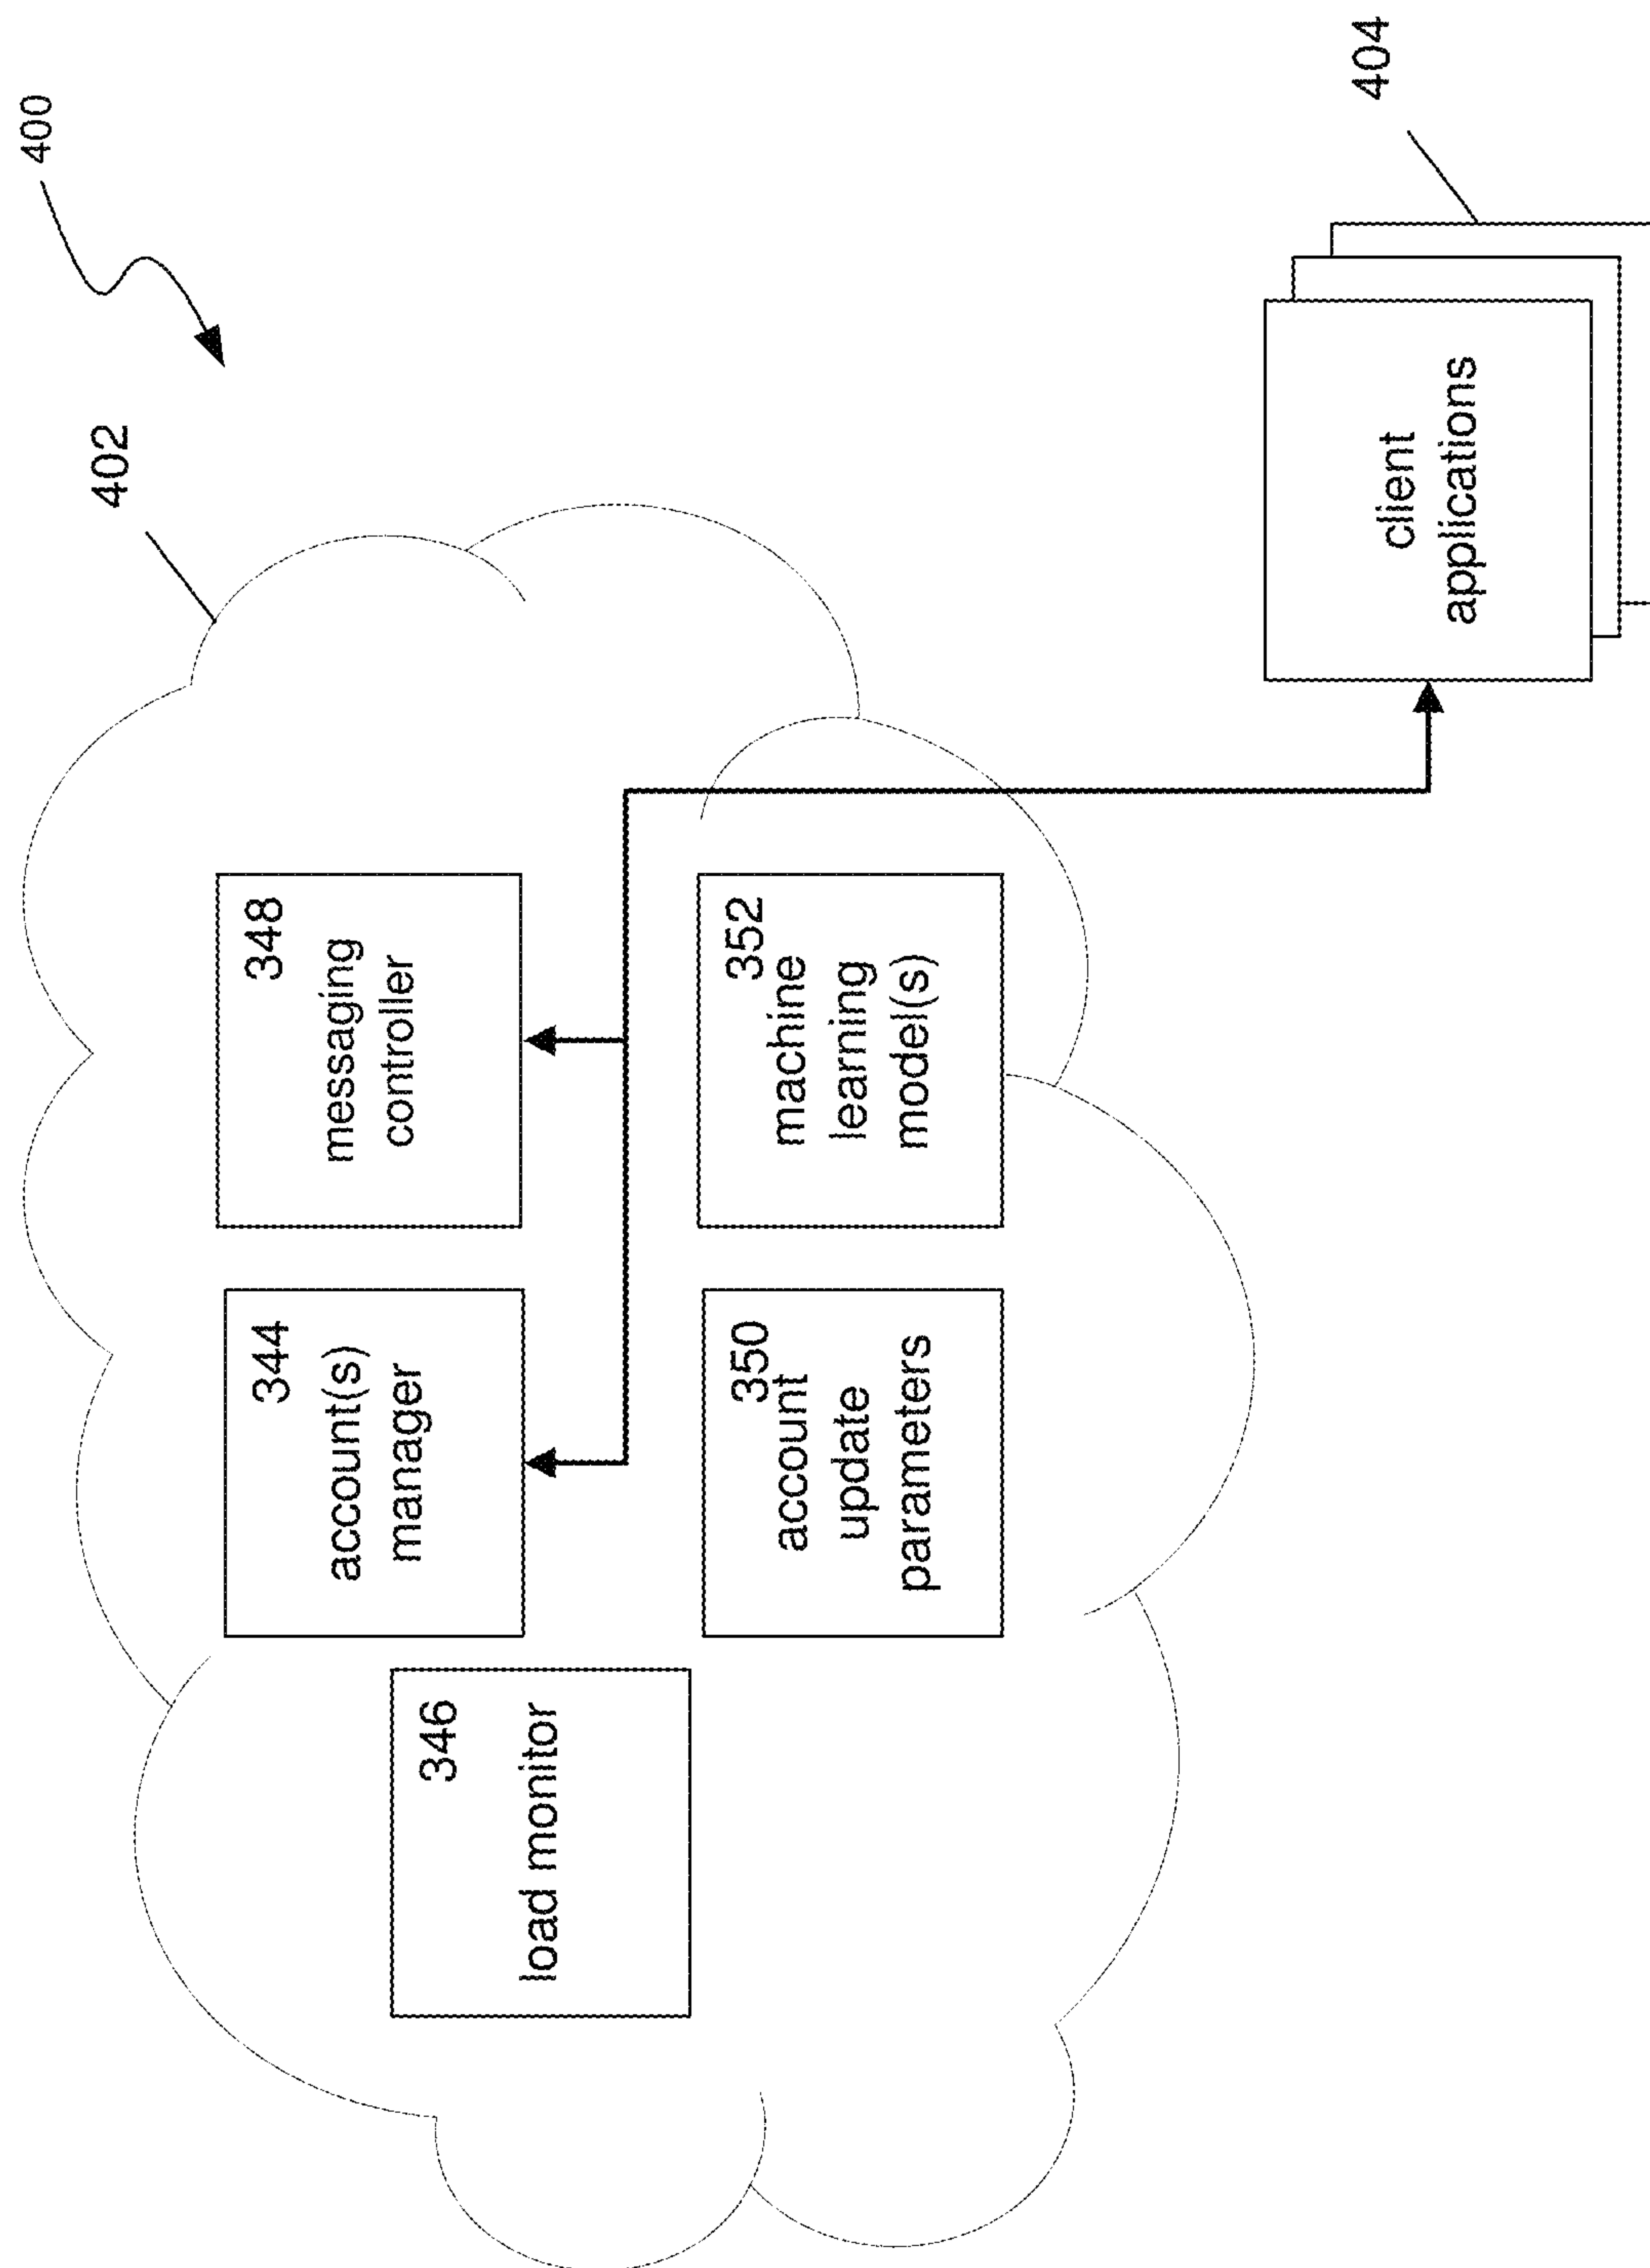 400
402
346
load monitor
344
account(s)
manager
348
messaging
controller
350
account
update
parameters
352
machine
learning
model(s)
client
applications
404